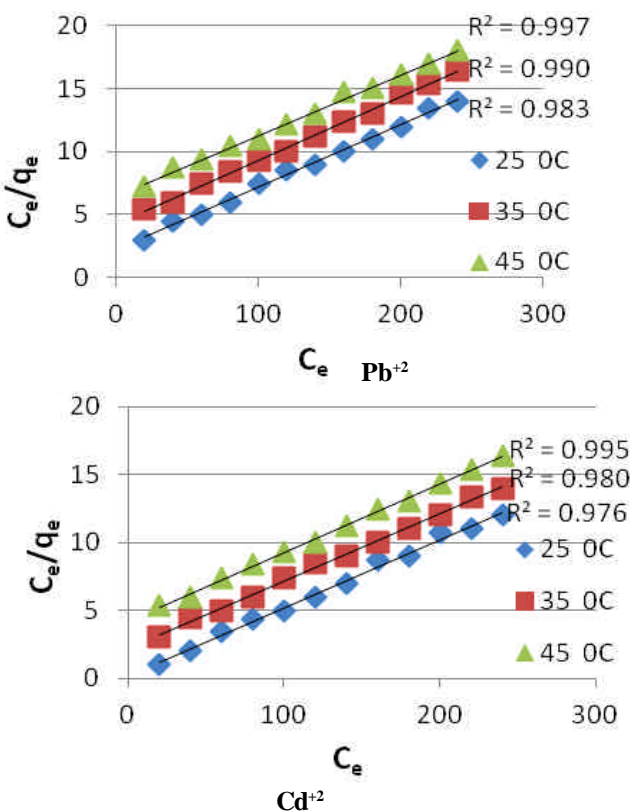 20
R² = 0.997
15
R² = 0.990
R² = 0.983
10
25 0C
5
35 0C
0
45 0C
Cₑ/qₑ
0 100 200 300
Cₑ Pb⁺²
20
R² = 0.995
15
R² = 0.980
R² = 0.976
10
25 0C
5
35 0C
0
45 0C
Cₑ/qₑ
0 100 200 300
Cₑ
Cd⁺²